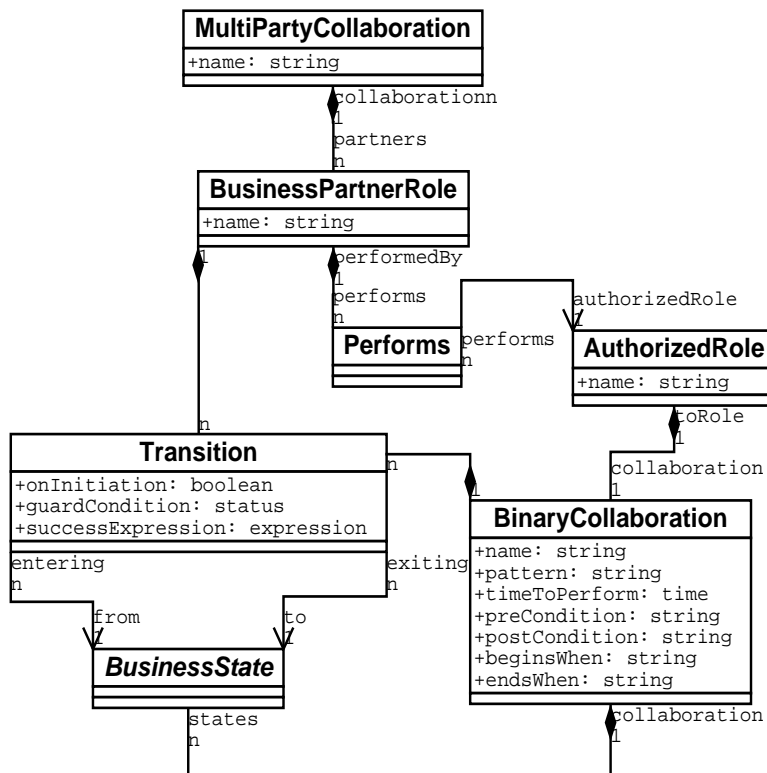 MultiPartyCollaboration
+name: string
collaborationn
1
partners
n
BusinessPartnerRole
+name: string
1
performedBy
1
performs
n
authorizedRole
1
Performs
performs
n
AuthorizedRole
+name: string
toRole
1
n
Transition
+onInitiation: boolean
+guardCondition: status
+successExpression: expression
n
collaboration
1
1
BinaryCollaboration
+name: string
+pattern: string
+timeToPerform: time
+preCondition: string
+postCondition: string
+beginsWhen: string
+endsWhen: string
entering
n
exiting
n
from
1
to
1
BusinessState
states
n
collaboration
1